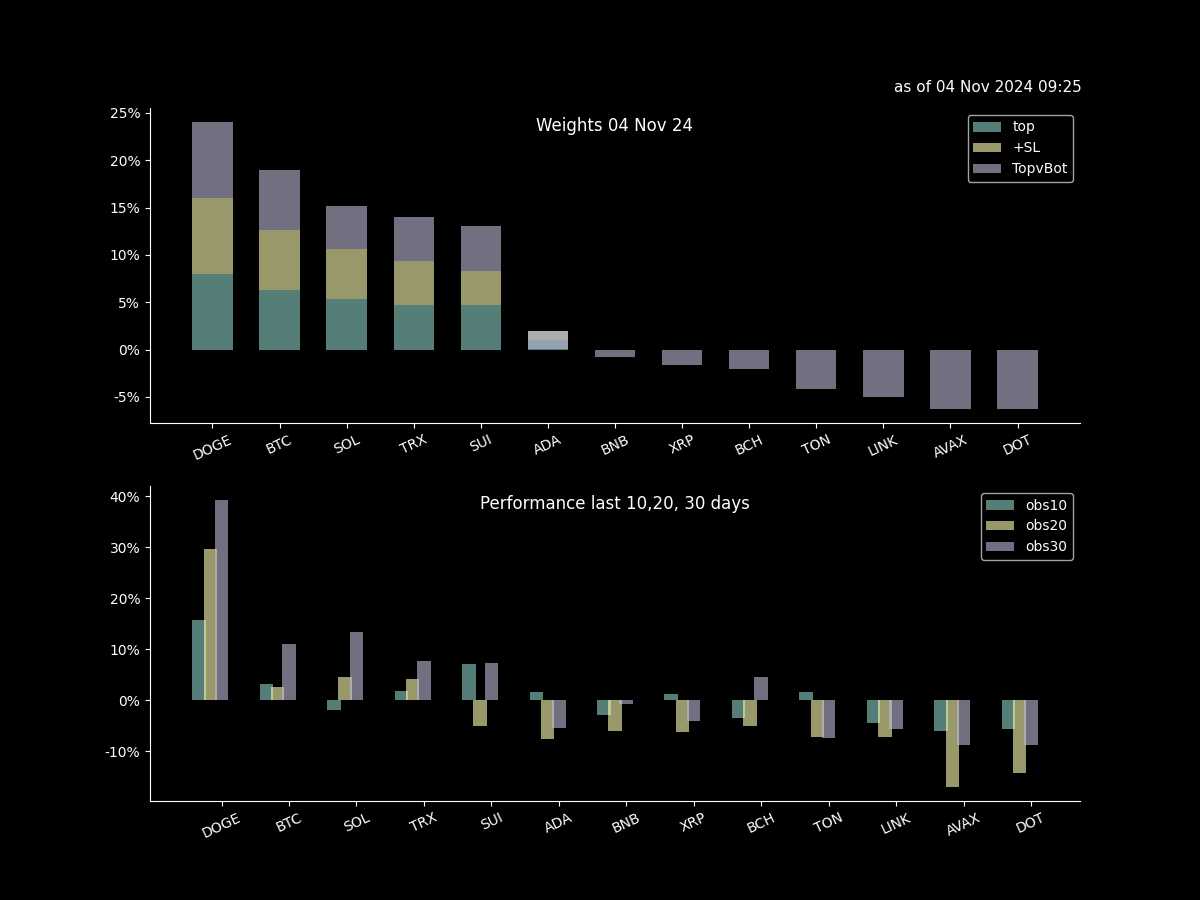 as of 04 Nov 2024 09:25
Weights 04 Nov 24
top
+SL
TopvBot
25%
20%
15%
10%
5%
0%
-5%
DOGE BTC SOL TRX SUI ADA BNB XRP BCH TON LINK AVAX DOT
Performance last 10,20, 30 days
obs10
obs20
obs30
40%
30%
20%
10%
0%
-10%
DOGE BTC SOL TRX SUI ADA BNB XRP BCH TON LINK AVAX DOT